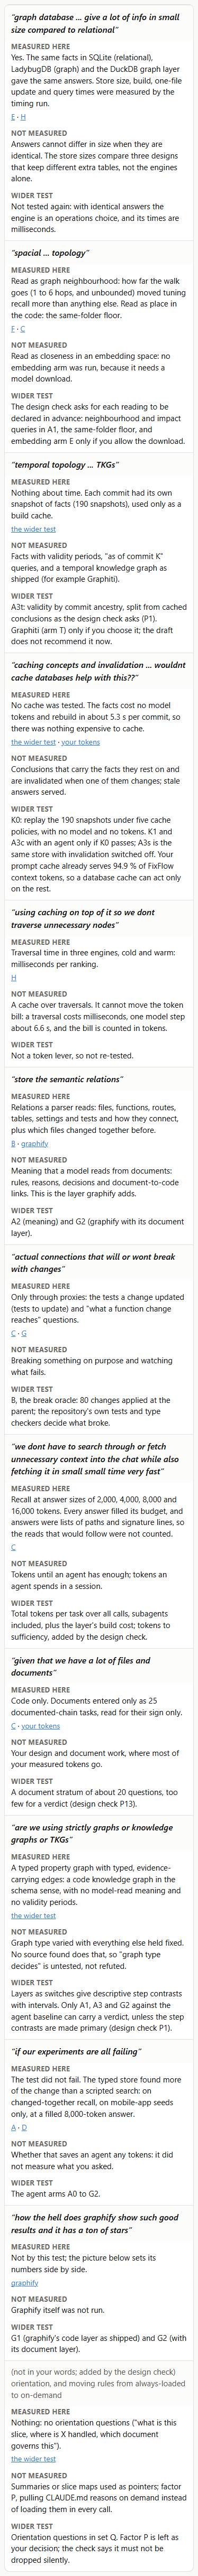 "graph database ... give a lot of info in small
size compared to relational"
MEASURED HERE
Yes. The same facts in SQLite (relational),
LadybugDB (graph) and the DuckDB graph layer
gave the same answers. Store size, build, one-file
update and query times were measured by the
timing run.
E · H
NOT MEASURED
Answers cannot differ in size when they are
identical. The store sizes compare three designs
that keep different extra tables, not the engines
alone.
WIDER TEST
Not tested again: with identical answers the
engine is an operations choice, and its times are
milliseconds.
"spacial ... topology"
MEASURED HERE
Read as graph neighbourhood: how far the walk
goes (1 to 6 hops, and unbounded) moved tuning
recall more than anything else. Read as place in
the code: the same-folder floor.
F · C
NOT MEASURED
Read as closeness in an embedding space: no
embedding arm was run, because it needs a
model download.
WIDER TEST
The design check asks for each reading to be
declared in advance: neighbourhood and impact
queries in A1, the same-folder floor, and
embedding arm E only if you allow the download.
"temporal topology ... TKGs"
MEASURED HERE
Nothing about time. Each commit had its own
snapshot of facts (190 snapshots), used only as a
build cache.
the wider test
NOT MEASURED
Facts with validity periods, "as of commit K"
queries, and a temporal knowledge graph as
shipped (for example Graphiti).
WIDER TEST
A3t: validity by commit ancestry, split from cached
conclusions as the design check asks (P1).
Graphiti (arm T) only if you choose it; the draft
does not recommend it now.
"caching concepts and invalidation ... wouldnt
cache databases help with this??"
MEASURED HERE
No cache was tested. The facts cost no model
tokens and rebuild in about 5.3 s per commit, so
there was nothing expensive to cache.
the wider test · your tokens
NOT MEASURED
Conclusions that carry the facts they rest on and
are invalidated when one of them changes; stale
answers served.
WIDER TEST
K0: replay the 190 snapshots under five cache
policies, with no model and no tokens. K1 and
A3c with an agent only if K0 passes; A3s is the
same store with invalidation switched off. Your
prompt cache already serves 94.9 % of FixFlow
context tokens, so a database cache can act only
on the rest.
"using caching on top of it so we dont
traverse unnecessary nodes"
MEASURED HERE
Traversal time in three engines, cold and warm:
milliseconds per ranking.
H
NOT MEASURED
A cache over traversals. It cannot move the token
bill: a traversal costs milliseconds, one model step
about 6.6 s, and the bill is counted in tokens.
WIDER TEST
Not a token lever, so not re-tested.
"store the semantic relations"
MEASURED HERE
Relations a parser reads: files, functions, routes,
tables, settings and tests and how they connect,
plus which files changed together before.
B · graphify
NOT MEASURED
Meaning that a model reads from documents:
rules, reasons, decisions and document-to-code
links. This is the layer graphify adds.
WIDER TEST
A2 (meaning) and G2 (graphify with its document
layer).
"actual connections that will or wont break
with changes"
MEASURED HERE
Only through proxies: the tests a change updated
(tests to update) and "what a function change
reaches" questions.
C · G
NOT MEASURED
Breaking something on purpose and watching
what fails.
WIDER TEST
B, the break oracle: 80 changes applied at the
parent; the repository's own tests and type
checkers decide what broke.
"we dont have to search through or fetch
unnecessary context into the chat while also
fetching it in small small time very fast"
MEASURED HERE
Recall at answer sizes of 2,000, 4,000, 8,000 and
16,000 tokens. Every answer filled its budget, and
answers were lists of paths and signature lines, so
the reads that would follow were not counted.
C
NOT MEASURED
Tokens until an agent has enough; tokens an
agent spends in a session.
WIDER TEST
Total tokens per task over all calls, subagents
included, plus the layer's build cost; tokens to
sufficiency, added by the design check.
"given that we have a lot of files and
documents"
MEASURED HERE
Code only. Documents entered only as 25
documented-chain tasks, read for their sign only.
C · your tokens
NOT MEASURED
Your design and document work, where most of
your measured tokens go.
WIDER TEST
A document stratum of about 20 questions, too
few for a verdict (design check P13).
"are we using strictly graphs or knowledge
graphs or TKGs"
MEASURED HERE
A typed property graph with typed, evidence-
carrying edges: a code knowledge graph in the
schema sense, with no model-read meaning and
no validity periods.
the wider test
NOT MEASURED
Graph type varied with everything else held fixed.
No source found does that, so "graph type
decides" is untested, not refuted.
WIDER TEST
Layers as switches give descriptive step contrasts
with intervals. Only A1, A3 and G2 against the
agent baseline can carry a verdict, unless the step
contrasts are made primary (design check P1).
"if our experiments are all failing"
MEASURED HERE
The test did not fail. The typed store found more
of the change than a scripted search: on
changed-together recall, on mobile-app seeds
only, at a filled 8,000-token answer.
A · D
NOT MEASURED
Whether that saves an agent any tokens: it did
not measure what you asked.
WIDER TEST
The agent arms A0 to G2.
"how the hell does graphify show such good
results and it has a ton of stars"
MEASURED HERE
Not by this test; the picture below sets its
numbers side by side.
graphify
NOT MEASURED
Graphify itself was not run.
WIDER TEST
G1 (graphify's code layer as shipped) and G2 (with
its document layer).
(not in your words; added by the design check)
orientation, and moving rules from always-loaded
to on-demand
MEASURED HERE
Nothing: no orientation questions ("what is this
slice, where is X handled, which document
governs this").
the wider test
NOT MEASURED
Summaries or slice maps used as pointers; factor
P, pulling CLAUDE.md reasons on demand instead
of loading them in every call.
WIDER TEST
Orientation questions in set Q. Factor P is left as
your decision; the check says it must not be
dropped silently.